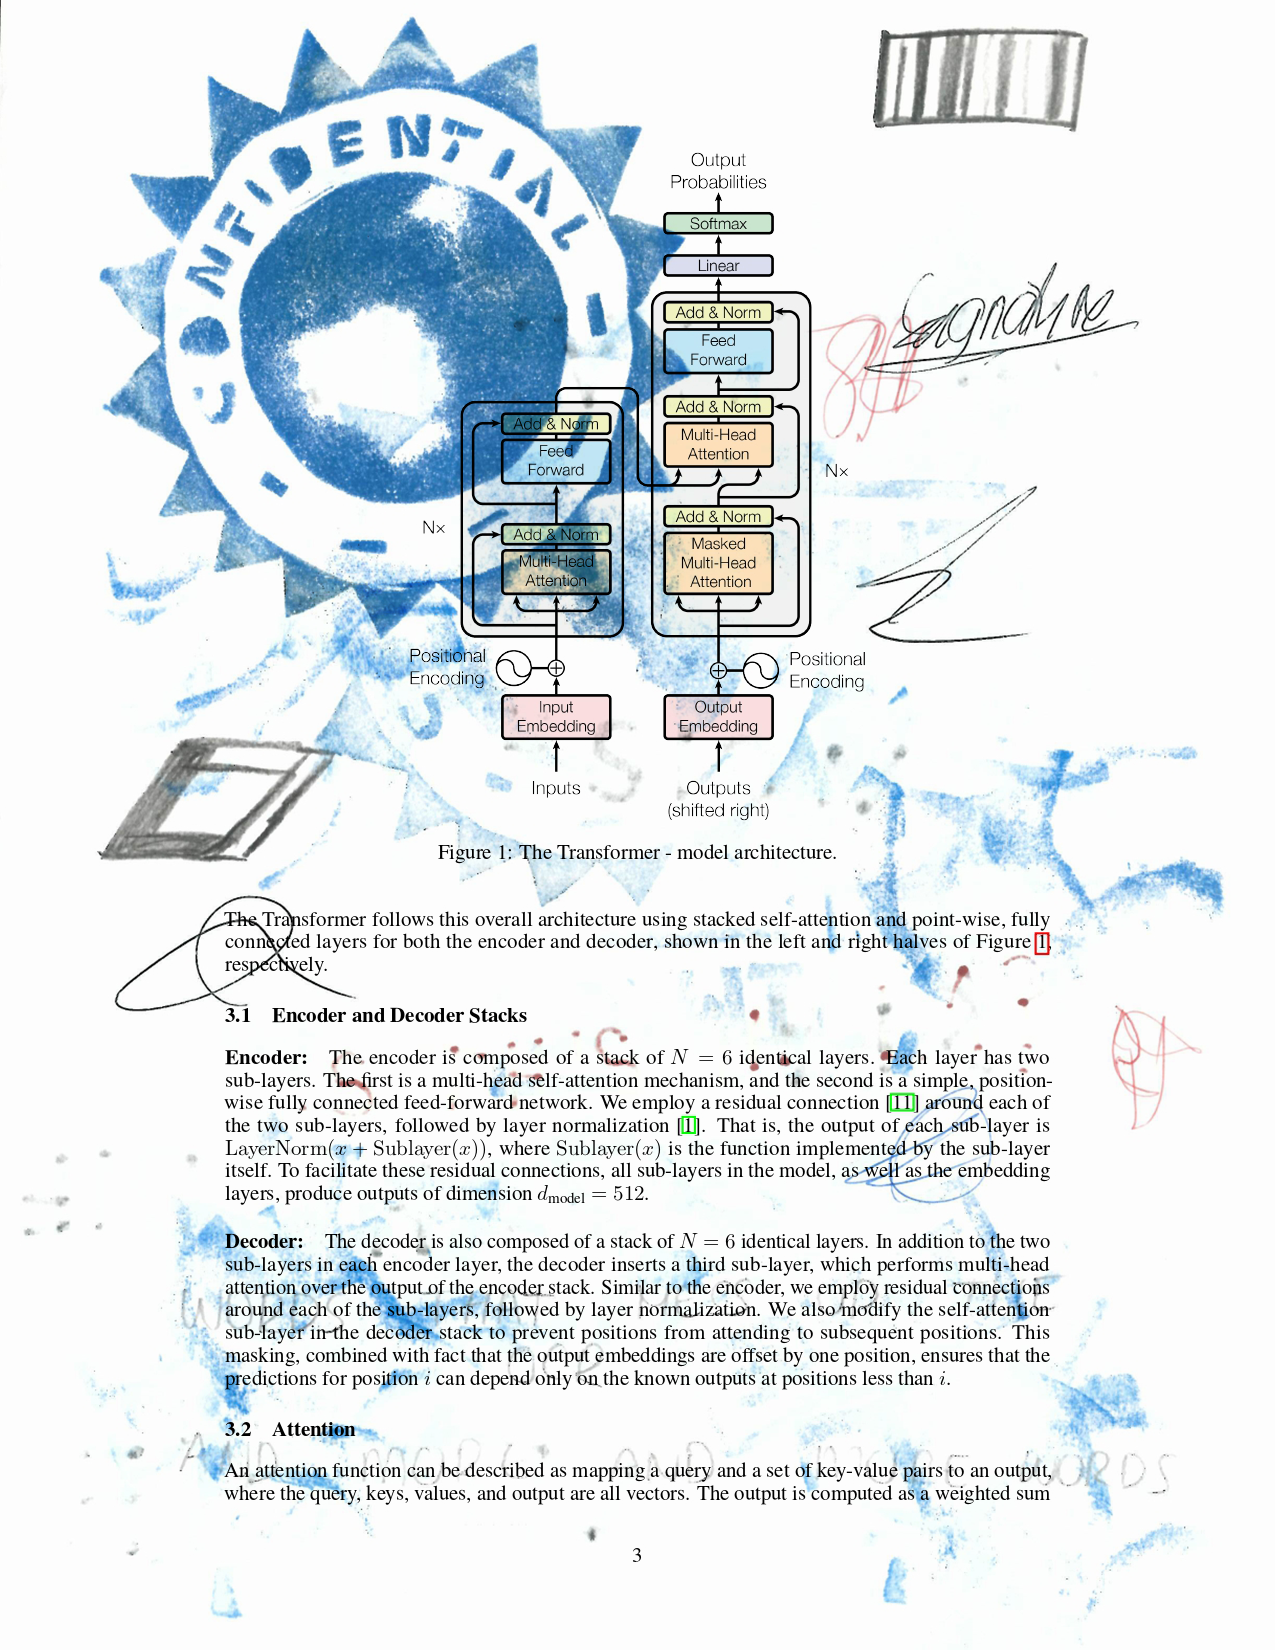 CONFIDENTIAL
Output
Probabilities
Softmax
Linear
Signature
Add & Norm
Feed
Forward
Add & Norm
Multi-Head
Attention
Nx
Add & Norm
Masked
Multi-Head
Attention
Add & Norm
Feed
Forward
Nx
Add & Norm
Multi-Head
Attention
Positional
Encoding
Positional
Encoding
Input
Embedding
Output
Embedding
Inputs
Outputs
(shifted right)
Figure 1: The Transformer - model architecture.
The Transformer follows this overall architecture using stacked self-attention and point-wise, fully
connected layers for both the encoder and decoder, shown in the left and right halves of Figure 1,
respectively.
3.1 Encoder and Decoder Stacks
Encoder: The encoder is composed of a stack of N = 6 identical layers. Each layer has two
sub-layers. The first is a multi-head self-attention mechanism, and the second is a simple, position-
wise fully connected feed-forward network. We employ a residual connection [11] around each of
the two sub-layers, followed by layer normalization [1]. That is, the output of each sub-layer is
LayerNorm(x + Sublayer(x)), where Sublayer(x) is the function implemented by the sub-layer
itself. To facilitate these residual connections, all sub-layers in the model, as well as the embedding
layers, produce outputs of dimension d_model = 512.
Decoder: The decoder is also composed of a stack of N = 6 identical layers. In addition to the two
sub-layers in each encoder layer, the decoder inserts a third sub-layer, which performs multi-head
attention over the output of the encoder stack. Similar to the encoder, we employ residual connections
around each of the sub-layers, followed by layer normalization. We also modify the self-attention
WORDS
sub-layer in the decoder stack to prevent positions from attending to subsequent positions. This
masking, combined with fact that the output embeddings are offset by one position, ensures that the
OCR
predictions for position i can depend only on the known outputs at positions less than i.
3.2 Attention
AND MORE AND MORE WORDS
An attention function can be described as mapping a query and a set of key-value pairs to an output,
where the query, keys, values, and output are all vectors. The output is computed as a weighted sum
3